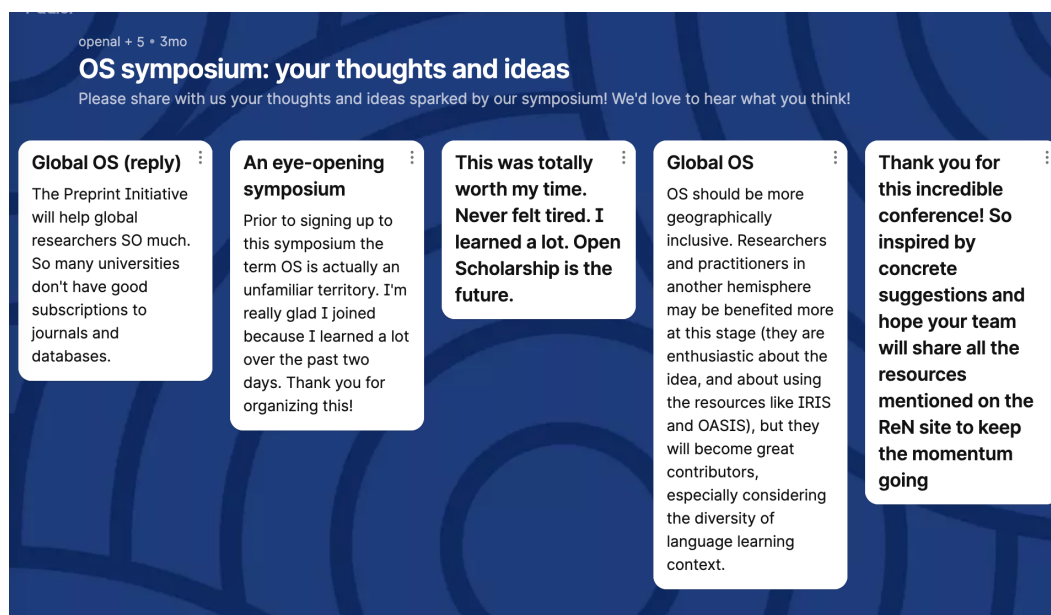 openal + 5 • 3mo
OS symposium: your thoughts and ideas
Please share with us your thoughts and ideas sparked by our symposium! We'd love to hear what you think!
Global OS (reply)
The Preprint Initiative
will help global
researchers SO much.
So many universities
don't have good
subscriptions to
journals and
databases.
An eye-opening
symposium
Prior to signing up to
this symposium the
term OS is actually an
unfamiliar territory. I'm
really glad I joined
because I learned a lot
over the past two
days. Thank you for
organizing this!
This was totally
worth my time.
Never felt tired. I
learned a lot. Open
Scholarship is the
future.
Global OS
OS should be more
geographically
inclusive. Researchers
and practitioners in
another hemisphere
may be benefited more
at this stage (they are
enthusiastic about the
idea, and about using
the resources like IRIS
and OASIS), but they
will become great
contributors,
especially considering
the diversity of
language learning
context.
Thank you for
this incredible
conference! So
inspired by
concrete
suggestions and
hope your team
will share all the
resources
mentioned on the
ReN site to keep
the momentum
going